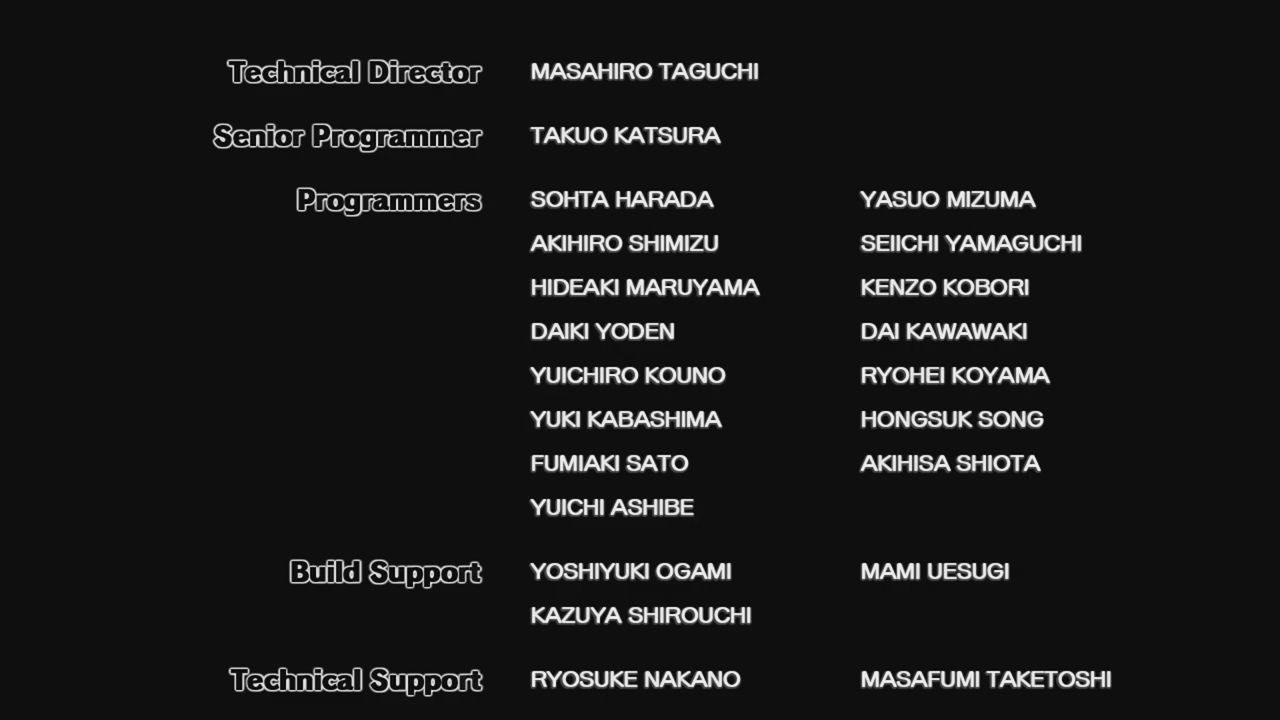 Technical Director MASAHIRO TAGUCHI
Senior Programmer TAKUO KATSURA
Programmers SOHTA HARADA YASUO MIZUMA
AKIHIRO SHIMIZU SEIICHI YAMAGUCHI
HIDEAKI MARUYAMA KENZO KOBORI
DAIKI YODEN DAI KAWAWAKI
YUICHIRO KOUNO RYOHEI KOYAMA
YUKI KABASHIMA HONGSUK SONG
FUMIAKI SATO AKIHISA SHIOTA
YUICHI ASHIBE
Build Support YOSHIYUKI OGAMI MAMI UESUGI
KAZUYA SHIROUCHI
Technical Support RYOSUKE NAKANO MASAFUMI TAKETOSHI